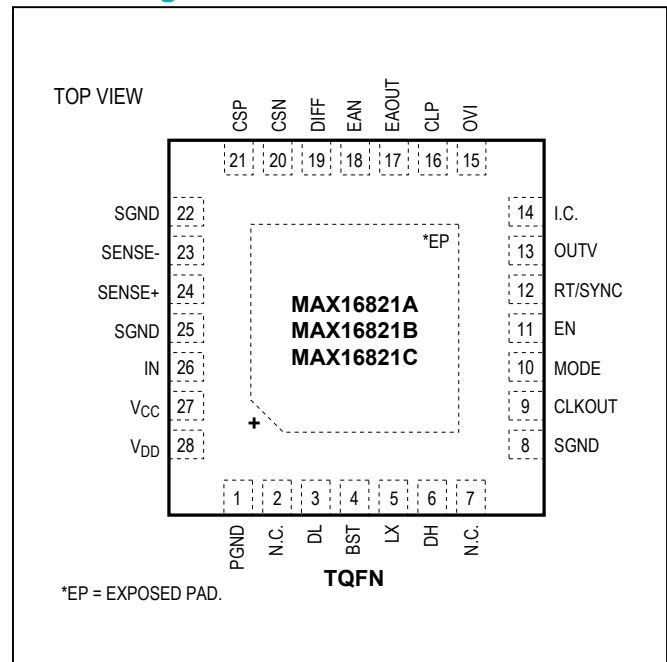 TOP VIEW
CSP
CSN
DIFF
EAN
EAOUT
CLP
OVI
21
20
19
18
17
16
15
SGND 22
SENSE- 23
SENSE+ 24
SGND 25
IN 26
VCC 27
VDD 28
14 I.C.
13 OUTV
12 RT/SYNC
11 EN
10 MODE
9 CLKOUT
8 SGND
*EP
MAX16821A
MAX16821B
MAX16821C
+
1
2
3
4
5
6
7
PGND
N.C.
DL
BST
LX
DH
N.C.
TQFN
*EP = EXPOSED PAD.